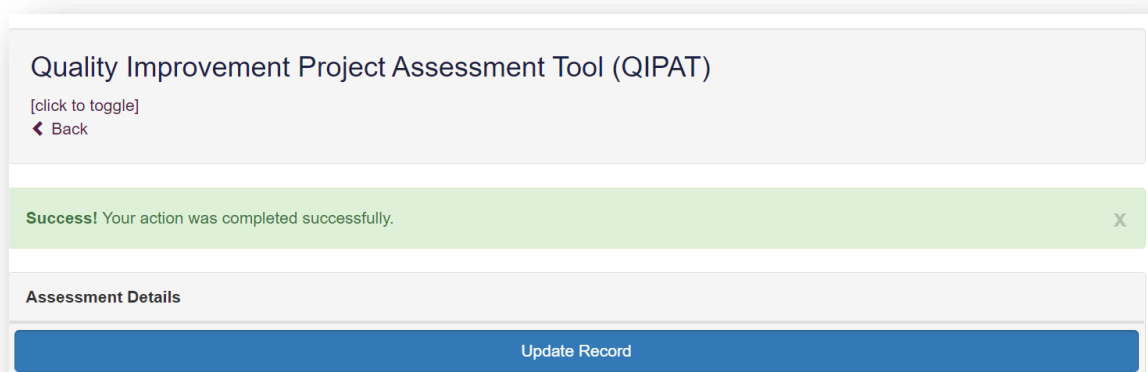 Quality Improvement Project Assessment Tool (QIPAT)
[click to toggle]
Back
Success! Your action was completed successfully.
x
Assessment Details
Update Record